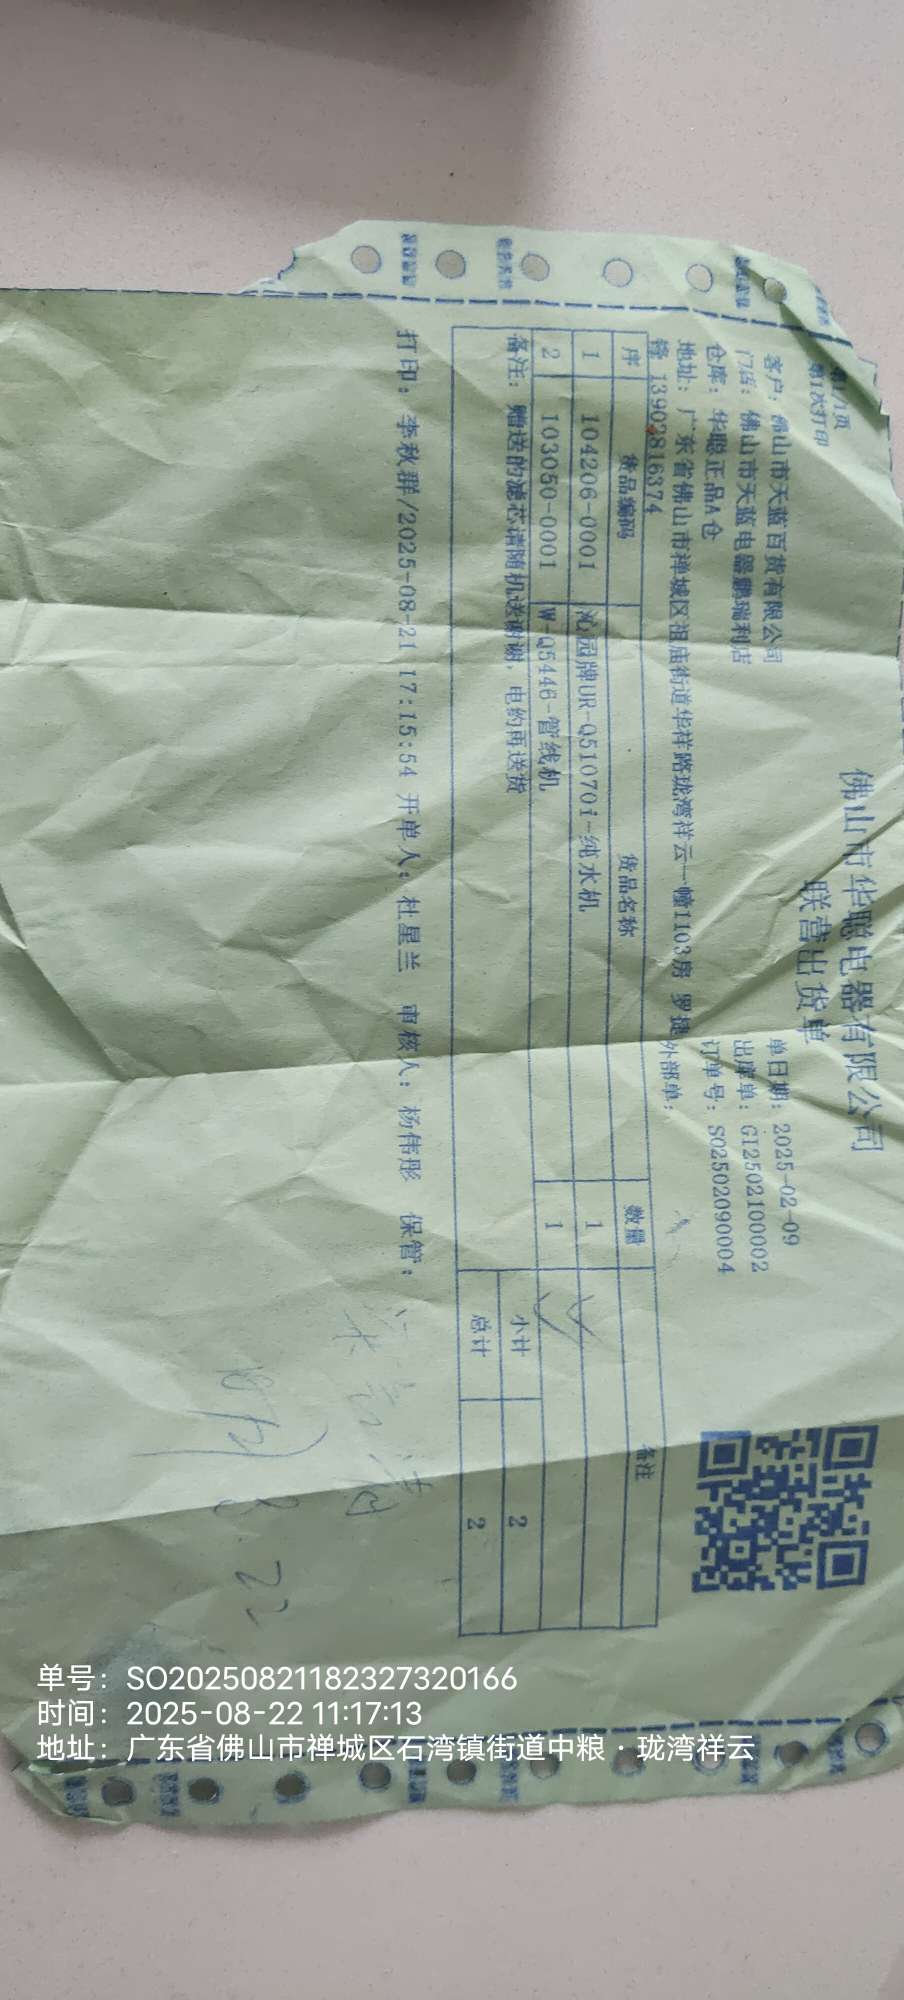 佛山市华聪电器有限公司
联营出货单
第1/1页
第1次打印
客户：佛山市天蓝百货有限公司
单日期：2025-02-09
门店：佛山市天蓝电器鹏瑞利店
出库单：GI2502100002
仓库：华聪正品A仓
订单号：SO2502090004
地址：广东省佛山市禅城区祖庙街道华祥路珑湾祥云一幢1103房 罗捷
锋 13902816374
外部单：
序 货品编码 货品名称 数量 备注
1 104206-0001 沁园牌UR-Q51070i-纯水机 1
2 103050-0001 W-Q5446-管线机 1
备注：赠送的滤芯请随机送谢谢，电约再送货
小计 2
总计 2
打印：李秋群/2025-08-21 17:15:54 开单人：杜星兰 审核人：杨伟彤 保管：
8.22
单号：SO20250821182327320166
时间：2025-08-22 11:17:13
地址：广东省佛山市禅城区石湾镇街道中粮·珑湾祥云